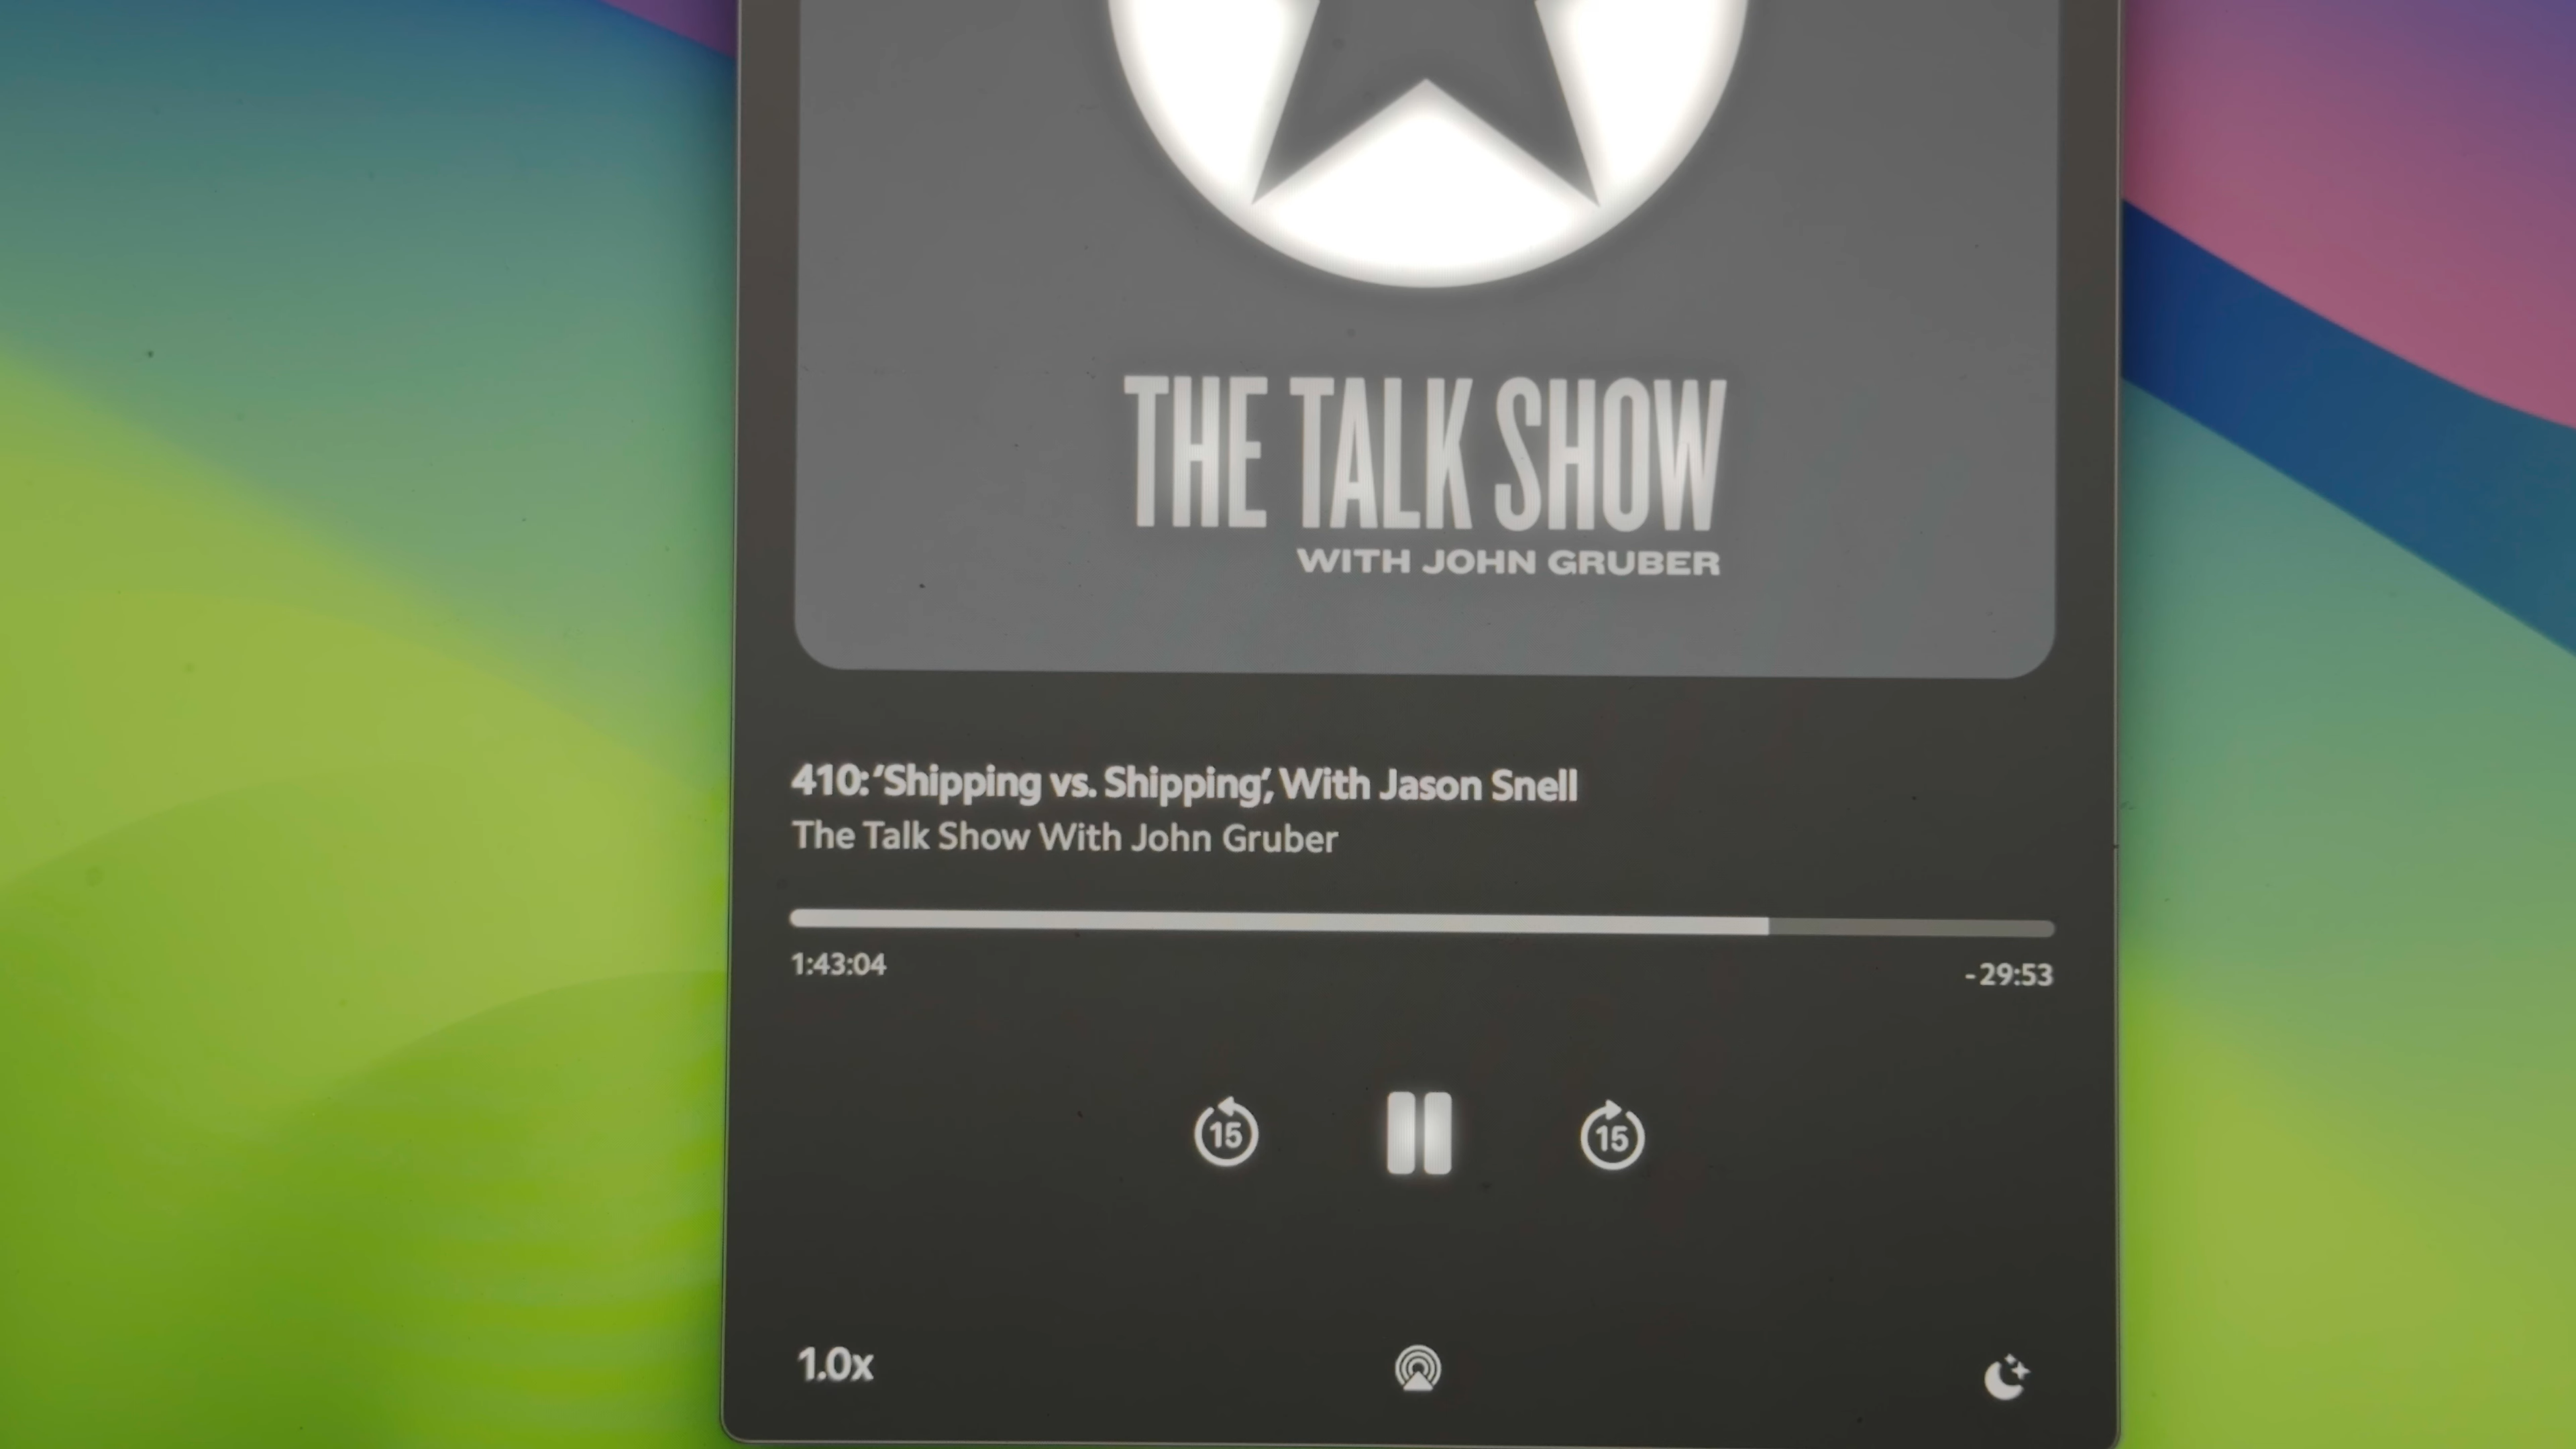 THE TALK SHOW
WITH JOHN GRUBER
410: ‘Shipping vs. Shipping’, With Jason Snell
The Talk Show With John Gruber
1:43:04
-29:53
15
15
1.0x